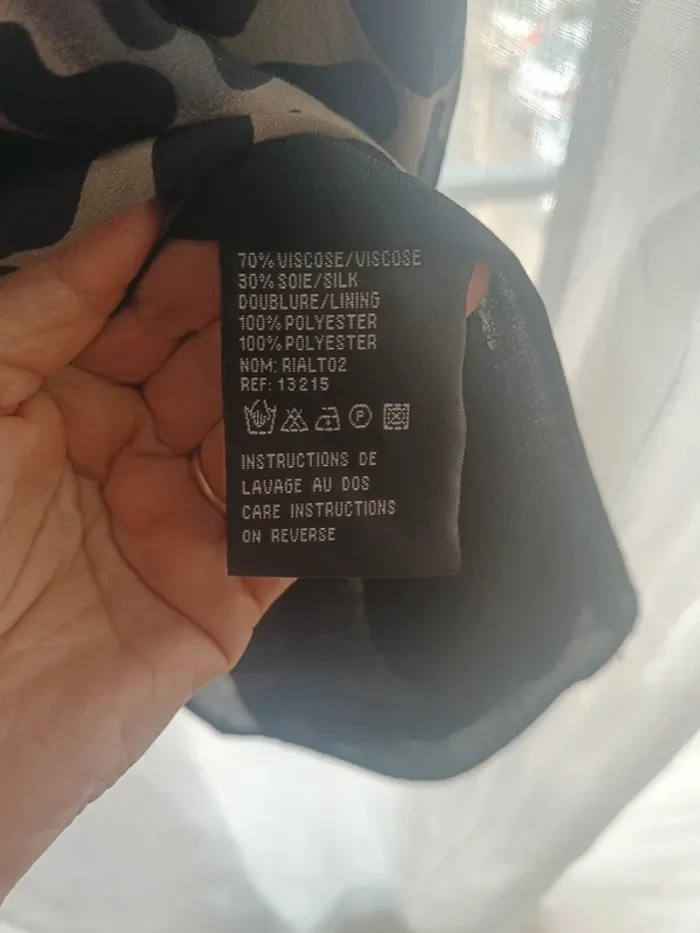 70% VISCOSE/VISCOSE
30% SOIE/SILK
DOUBLURE/LINING
100% POLYESTER
100% POLYESTER
NOM: RIALTO2
REF: 13215
P
INSTRUCTIONS DE
LAVAGE AU DOS
CARE INSTRUCTIONS
ON REVERSE